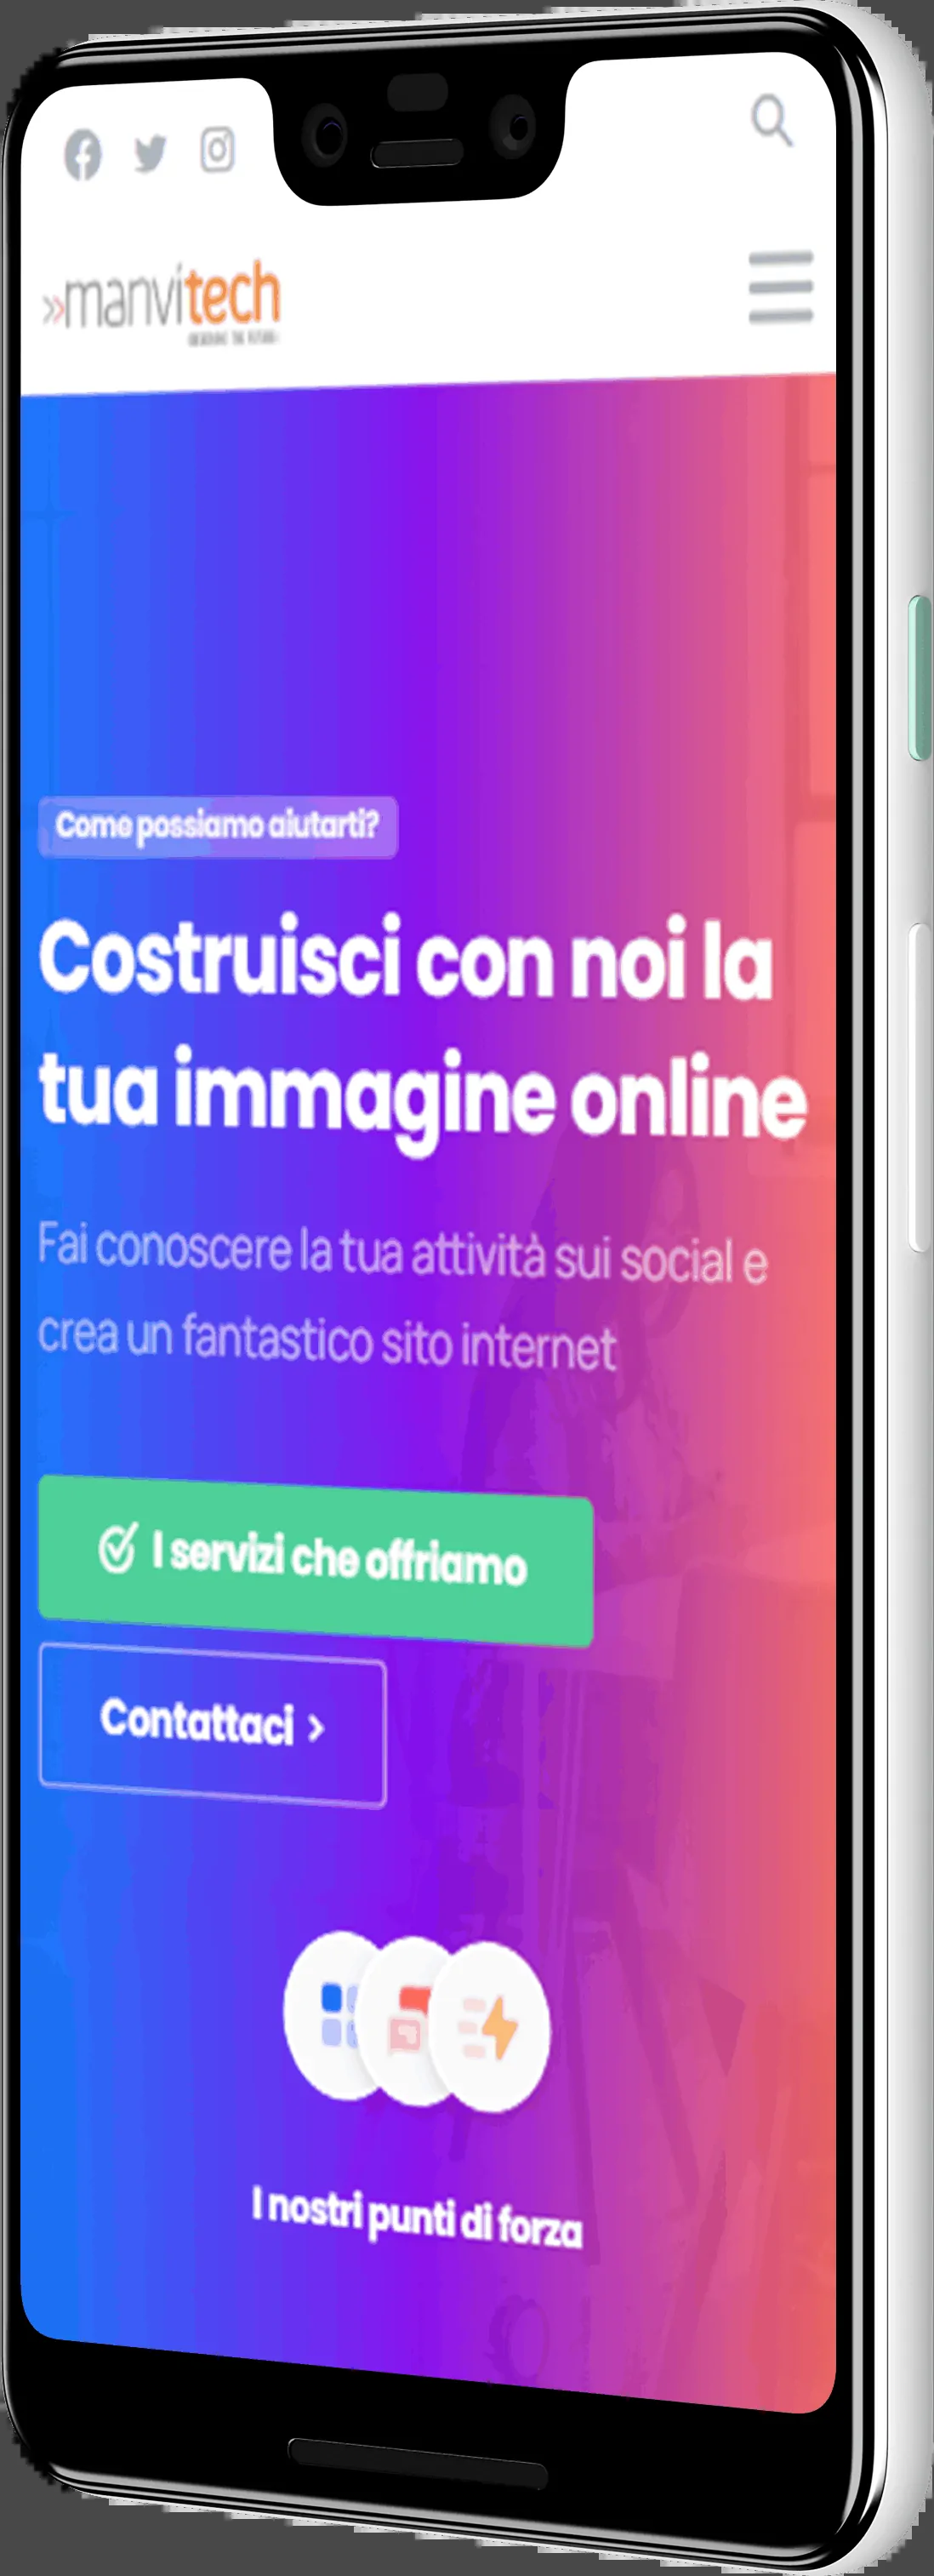 manvitech
Come possiamo aiutarti?
Costruisci con noi la
tua immagine online
Fai conoscere la tua attività sui social e
crea un fantastico sito internet
I servizi che offriamo
Contattaci
I nostri punti di forza